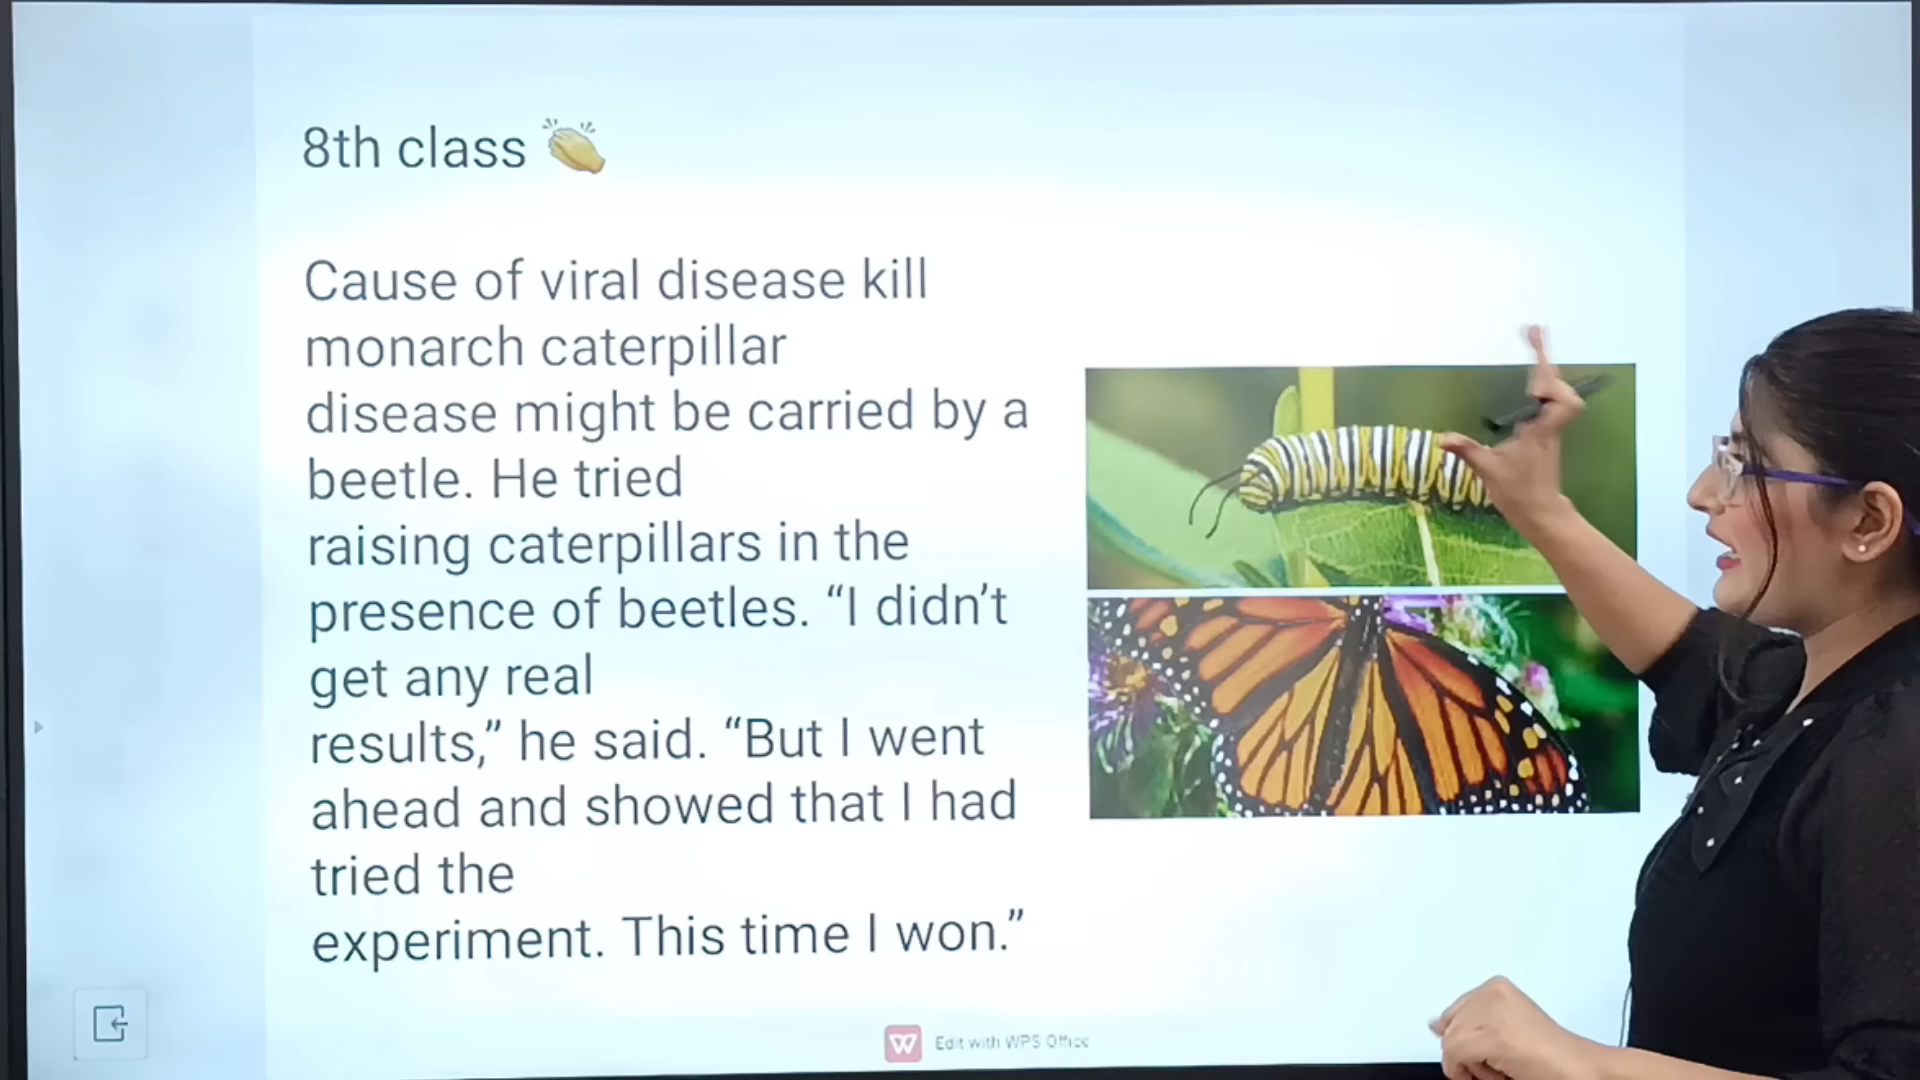 8th class 👏
Cause of viral disease kill
monarch caterpillar
disease might be carried by a
beetle. He tried
raising caterpillars in the
presence of beetles. “I didn’t
get any real
results,” he said. “But I went
ahead and showed that I had
tried the
experiment. This time I won.”
Edit with WPS Office